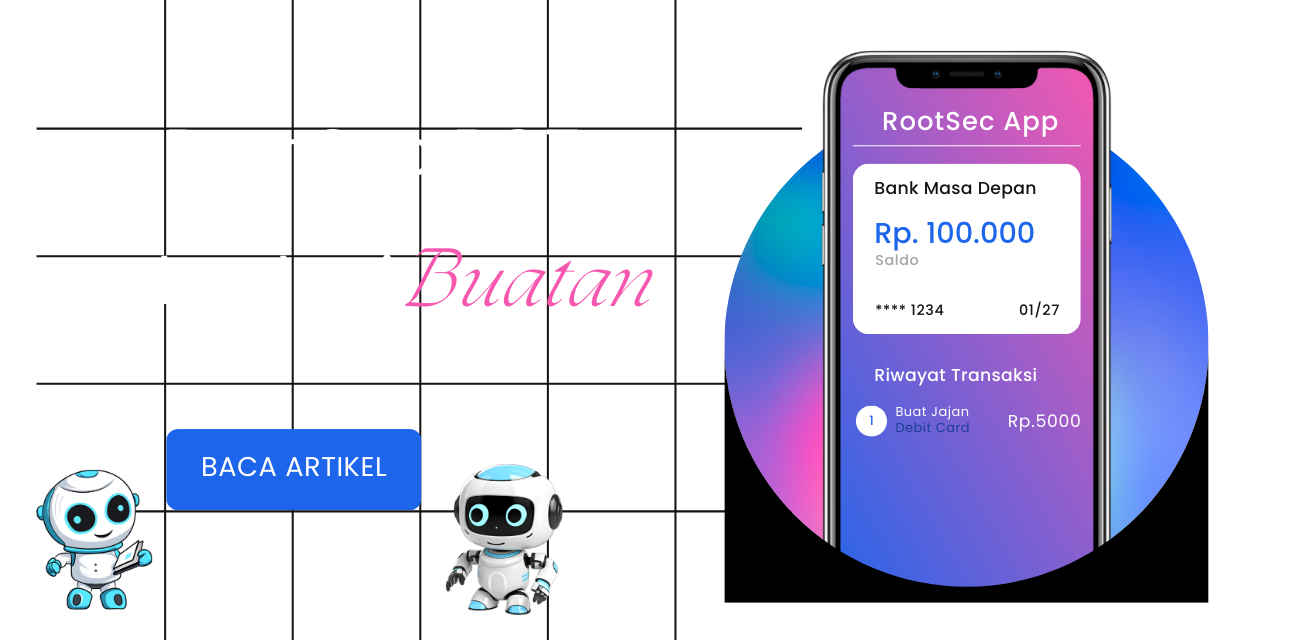 Buatan
BACA ARTIKEL
RootSec App
Bank Masa Depan
Rp. 100.000
Saldo
**** 1234 01/27
Riwayat Transaksi
1 Buat Jajan Rp.5000
Debit Card